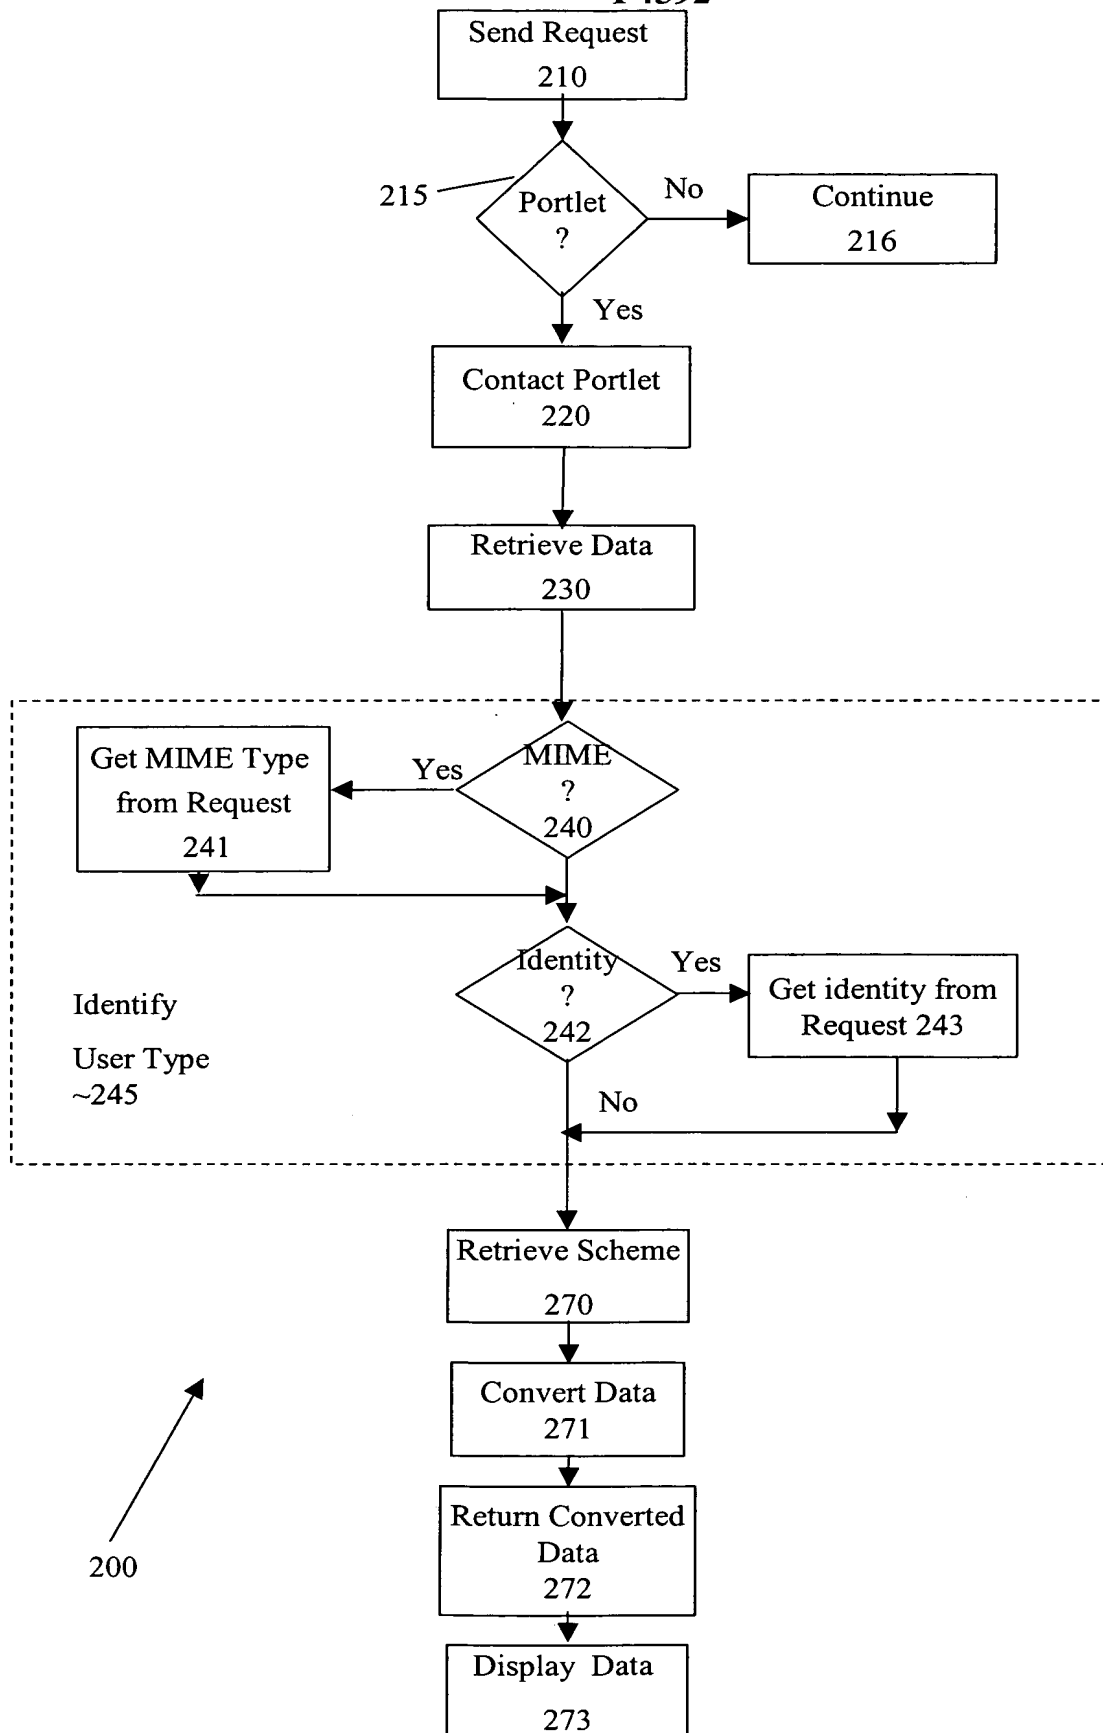 Send Request
210
215
Portlet
?
No
Continue
216
Yes
Contact Portlet
220
Retrieve Data
230
Get MIME Type
from Request
241
Yes
MIME
?
240
Identity
?
242
Yes
Get identity from
Request 243
Identify
User Type
~245
No
Retrieve Scheme
270
Convert Data
271
Return Converted
Data
272
200
Display Data
273